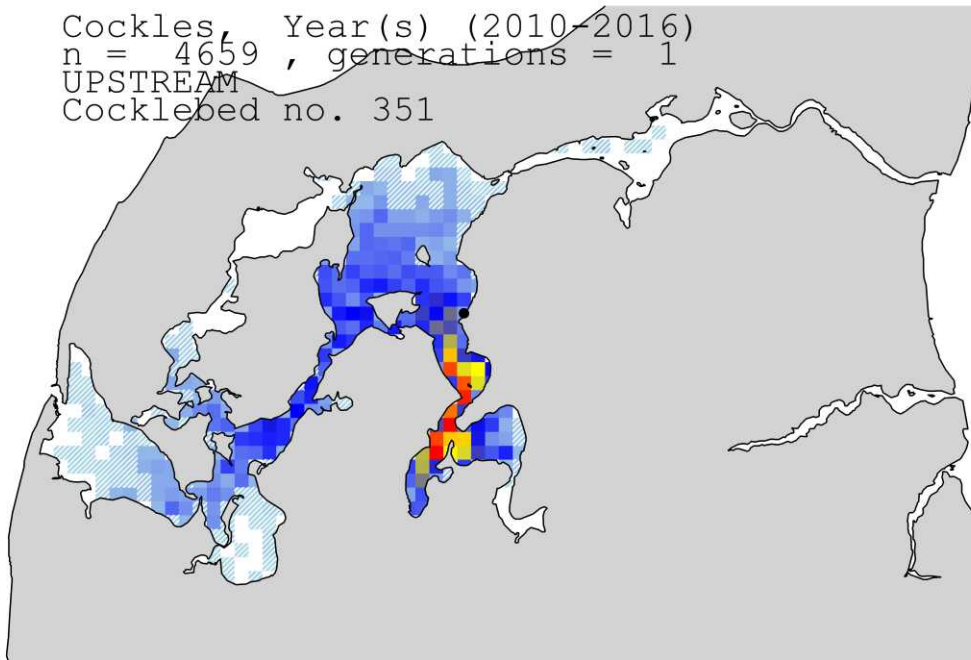 Cockles, Year(s) (2010-2016)
n = 4659 , generations = 1
UPSTREAM
Cocklebed no. 351